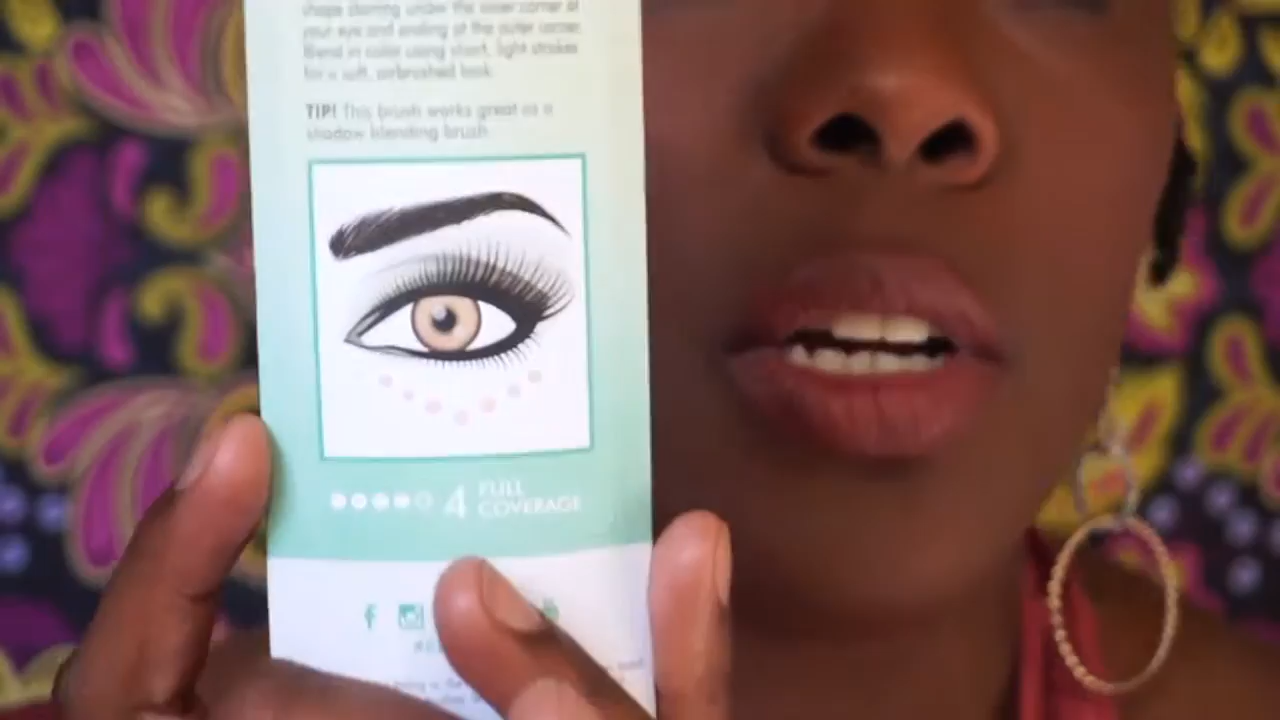 shape starting under the inner corner of
your eye and ending at the outer corner.
Blend in color using short, light strokes
for a soft, airbrushed look.
TIP! This brush works great as a
shadow blending brush
4 FULL
COVERAGE